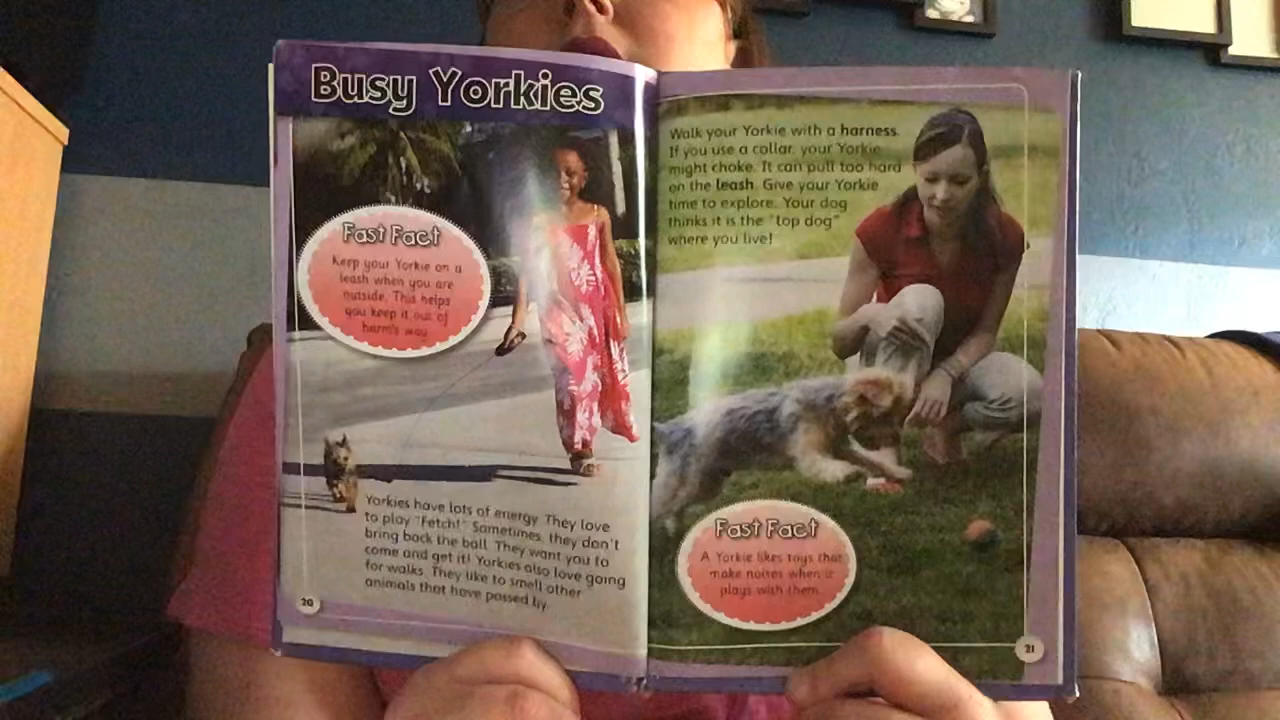 Busy Yorkies
Fast Fact
Keep your Yorkie on a
leash when you are
outside. This helps
you keep it out of
harm's way.
Yorkies have lots of energy. They love
to play "Fetch!" Sometimes, they don't
bring back the ball. They want you to
come and get it! Yorkies also love going
for walks. They like to smell other
animals that have passed by.
20
Walk your Yorkie with a harness.
If you use a collar, your Yorkie
might choke. It can pull too hard
on the leash. Give your Yorkie
time to explore. Your dog
thinks it is the "top dog"
where you live!
Fast Fact
A Yorkie likes toys that
make noises when it
plays with them.
21